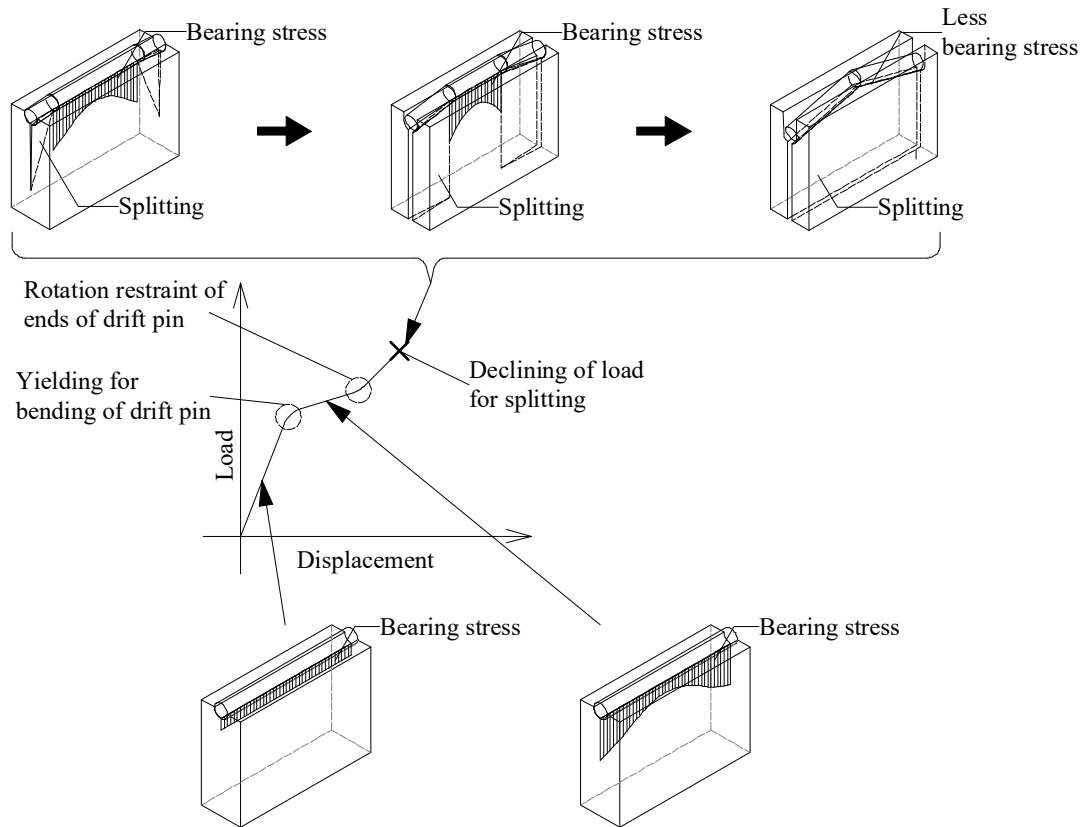 Bearing stress
Bearing stress
Less
bearing stress
Splitting
Splitting
Splitting
Rotation restraint of
ends of drift pin
Yielding for
bending of drift pin
Declining of load
for splitting
Load
Displacement
Bearing stress
Bearing stress